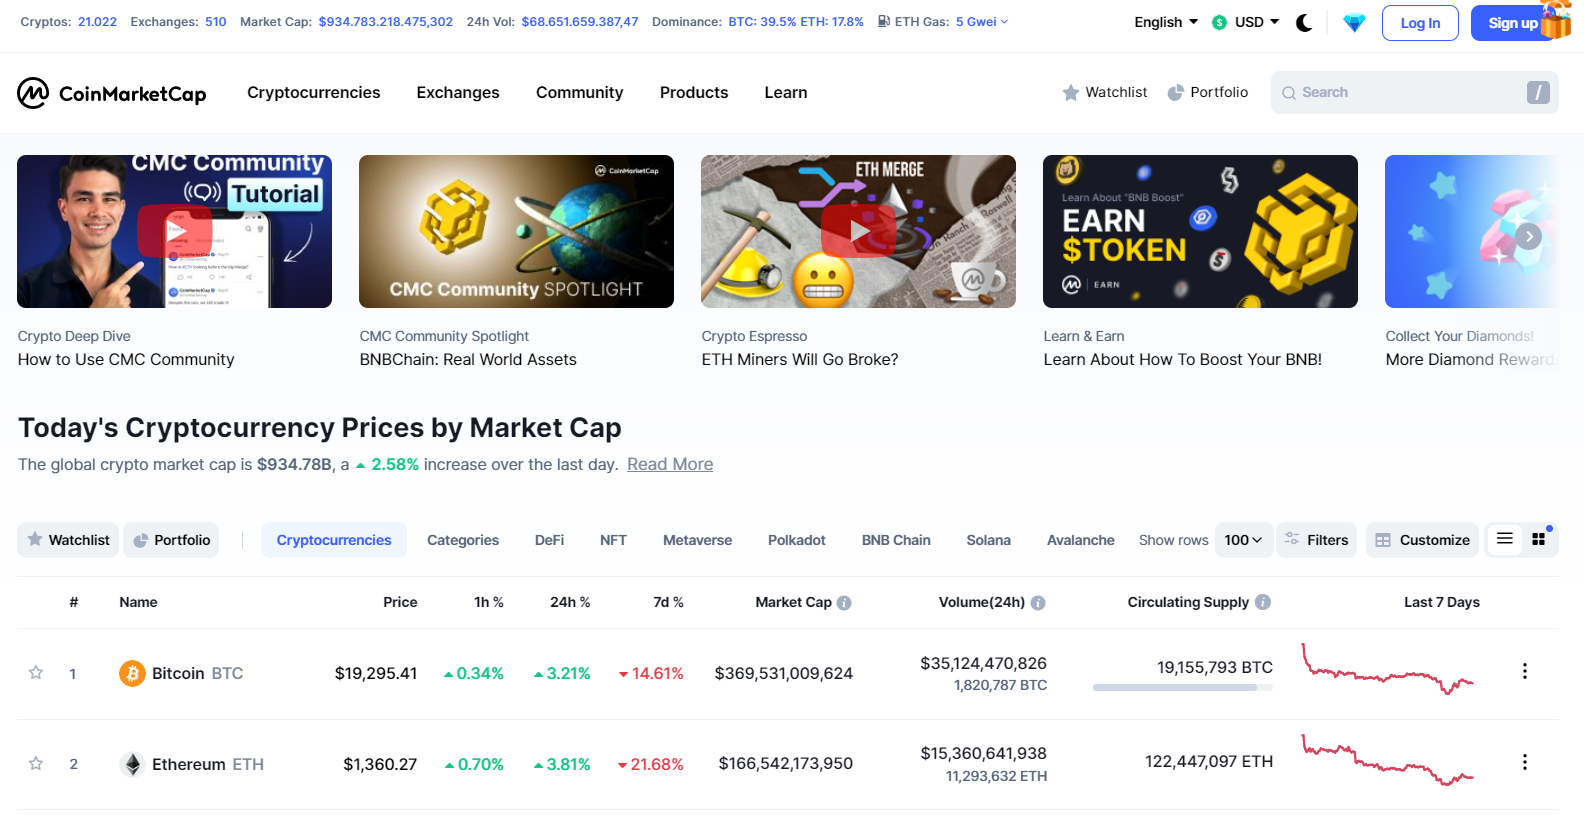 Cryptos: 21.022 Exchanges: 510 Market Cap: $934.783.218.475,302 24h Vol: $68.651.659.387,47 Dominance: BTC: 39.5% ETH: 17.8% ETH Gas: 5 Gwei English $ USD Log In Sign up
CoinMarketCap Cryptocurrencies Exchanges Community Products Learn Watchlist Portfolio Search /
CMC Community
Tutorial
CoinMarketCap
CMC Community SPOTLIGHT
ETH MERGE
Learn About "BNB Boost"
EARN
$TOKEN
EARN
Crypto Deep Dive
How to Use CMC Community
CMC Community Spotlight
BNBChain: Real World Assets
Crypto Espresso
ETH Miners Will Go Broke?
Learn & Earn
Learn About How To Boost Your BNB!
Collect Your Diamonds!
More Diamond Rewards
Today's Cryptocurrency Prices by Market Cap
The global crypto market cap is $934.78B, a 2.58% increase over the last day. Read More
Watchlist Portfolio Cryptocurrencies Categories DeFi NFT Metaverse Polkadot BNB Chain Solana Avalanche Show rows 100 Filters Customize
# Name Price 1h % 24h % 7d % Market Cap Volume(24h) Circulating Supply Last 7 Days
1 Bitcoin BTC $19,295.41 0.34% 3.21% 14.61% $369,531,009,624 $35,124,470,826 19,155,793 BTC
1,820,787 BTC
2 Ethereum ETH $1,360.27 0.70% 3.81% 21.68% $166,542,173,950 $15,360,641,938 122,447,097 ETH
11,293,632 ETH